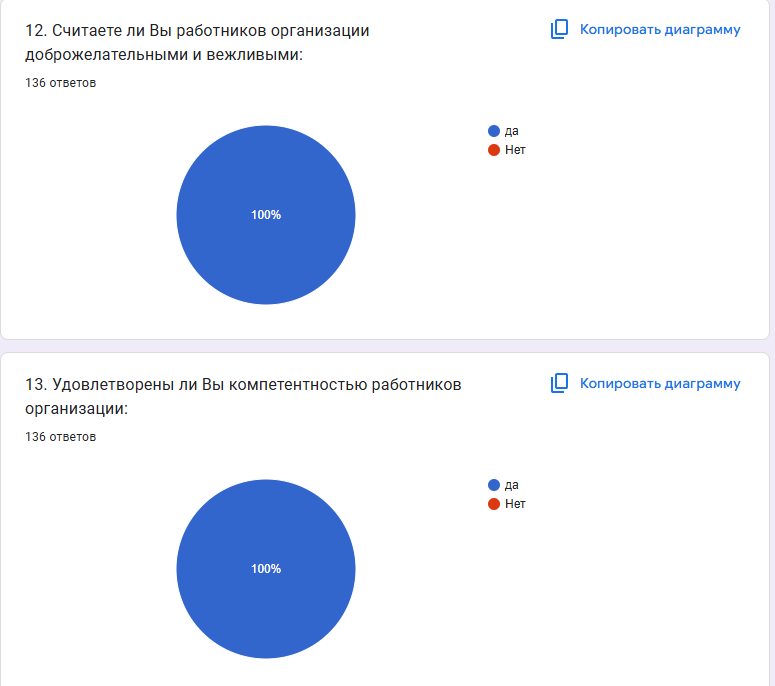 12. Считаете ли Вы работников организации
доброжелательными и вежливыми:
Копировать диаграмму
136 ответов
да
Нет
100%
13. Удовлетворены ли Вы компетентностью работников
организации:
Копировать диаграмму
136 ответов
да
Нет
100%